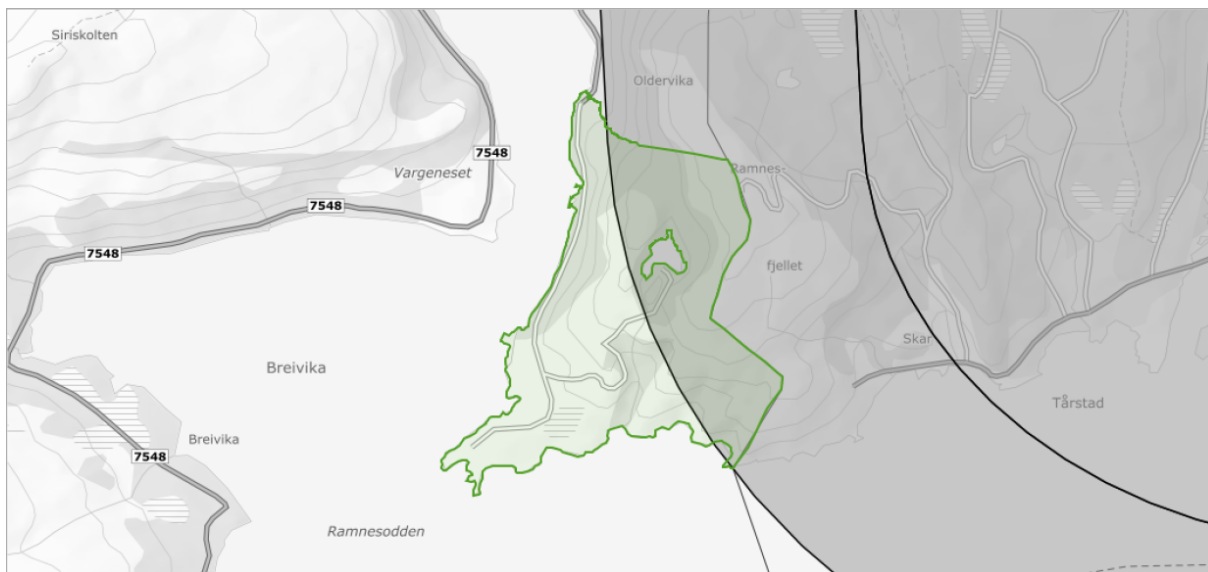 Siriskolten
Oldervika
7548
Vargeneset
Ramnes-
7548
7548
fjellet
Skar
Breivika
Tårstad
Breivika
7548
Ramnesodden